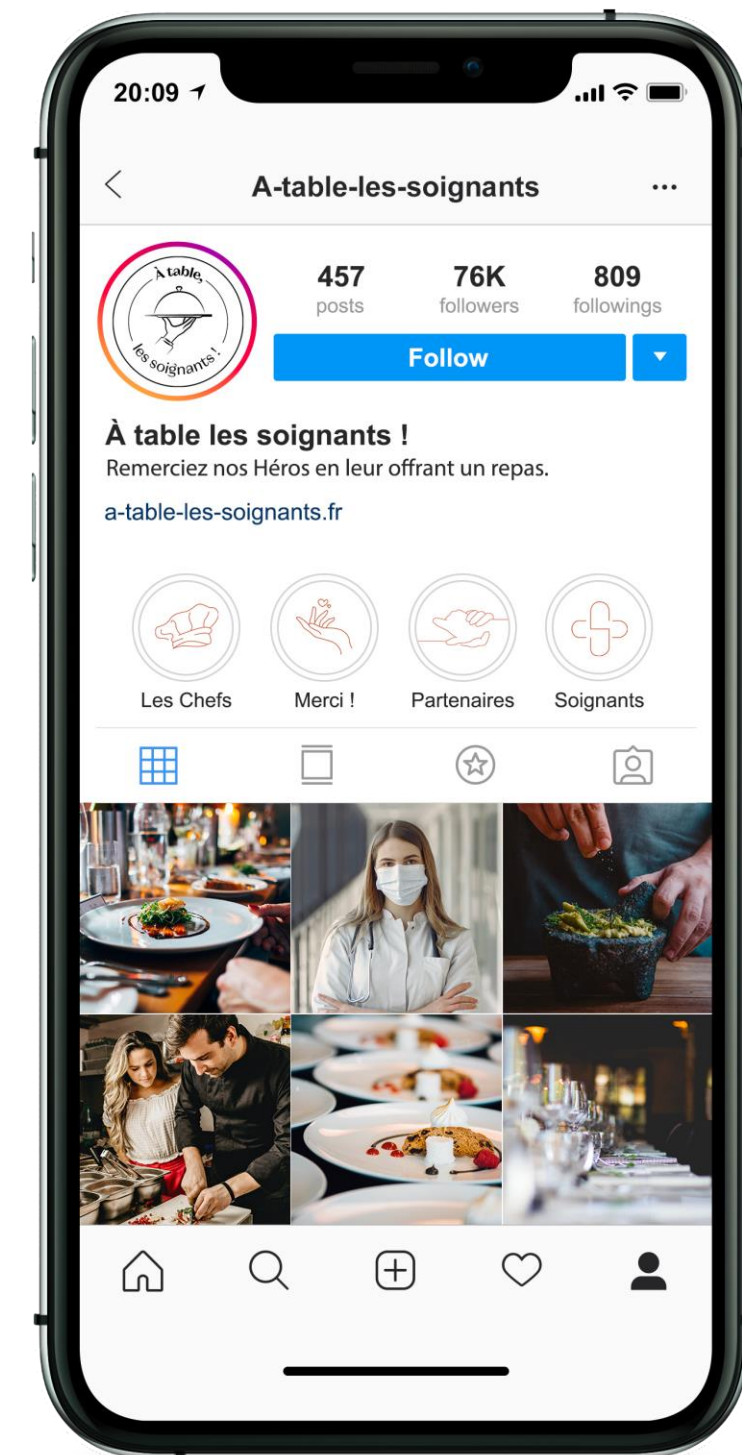 20:09
A-table-les-soignants
À table,
les soignants !
457
76K
809
posts
followers
followings
Follow
À table les soignants !
Remerciez nos Héros en leur offrant un repas.
a-table-les-soignants.fr
Les Chefs
Merci !
Partenaires
Soignants